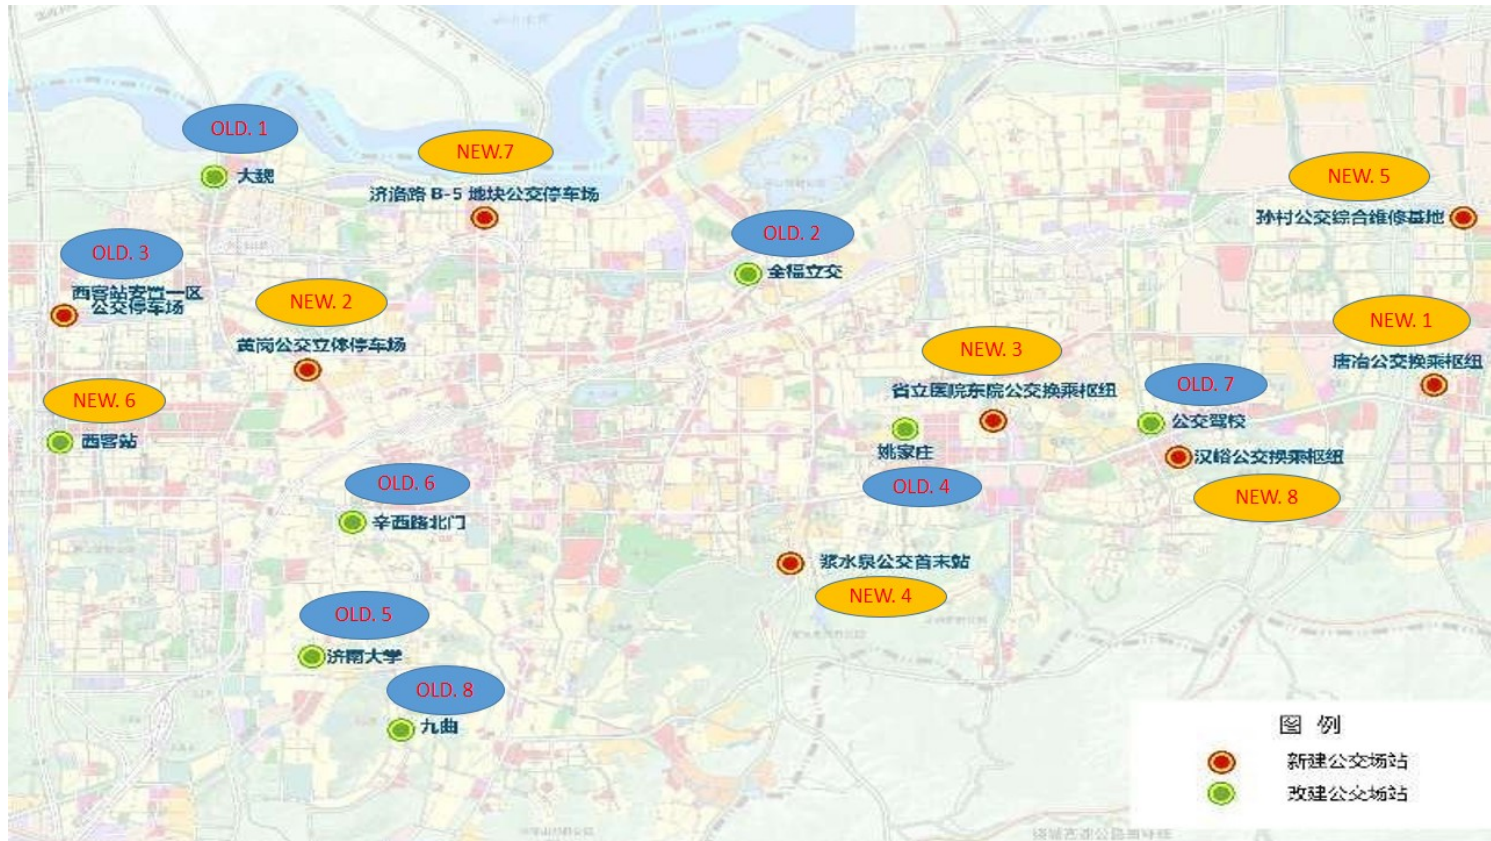 OLD. 1
大魏
NEW.7
济洛路 B-5 地块公交停车场
NEW. 5
孙村公交综合维修基地
OLD. 2
全福立交
OLD. 3
西客站安置一区
公交停车场
NEW. 2
黄岗公交立体停车场
NEW. 1
唐冶公交换乘枢纽
NEW. 3
省立医院东院公交换乘枢纽
OLD. 7
公交驾校
NEW. 6
西客站
姚家庄
OLD. 4
汉峪公交换乘枢纽
NEW. 8
OLD. 6
辛西路北门
浆水泉公交首末站
NEW. 4
OLD. 5
济南大学
OLD. 8
九曲
图 例
新建公交场站
改建公交场站